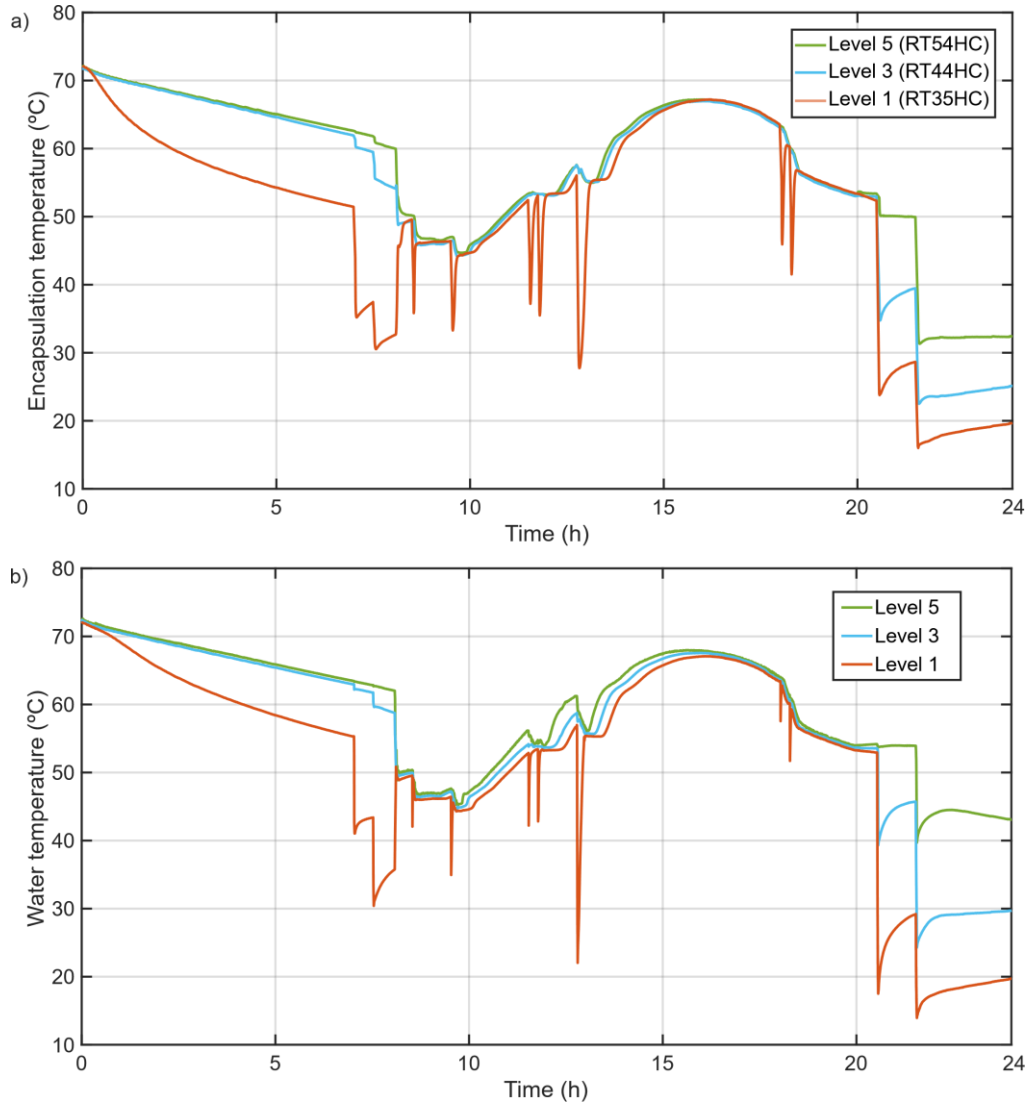 a)
80
70
60
50
40
30
20
10
Encapsulation temperature (ºC)
Level 5 (RT54HC)
Level 3 (RT44HC)
Level 1 (RT35HC)
0
5
10
15
20
24
Time (h)
b)
80
70
60
50
40
30
20
10
Water temperature (ºC)
Level 5
Level 3
Level 1
0
5
10
15
20
24
Time (h)